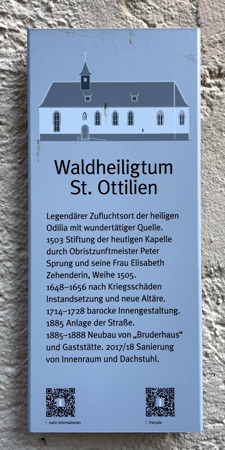 Waldheiligtum
St. Ottilien
Legendärer Zufluchtsort der heiligen
Odilia mit wundertätiger Quelle.
1503 Stiftung der heutigen Kapelle
durch Obristzunftmeister Peter
Sprung und seine Frau Elisabeth
Zehenderin, Weihe 1505.
1648–1656 nach Kriegsschäden
Instandsetzung und neue Altäre.
1714–1728 barocke Innengestaltung.
1885 Anlage der Straße.
1885–1888 Neubau von „Bruderhaus“
und Gaststätte. 2017/18 Sanierung
von Innenraum und Dachstuhl.
mehr informationen
français